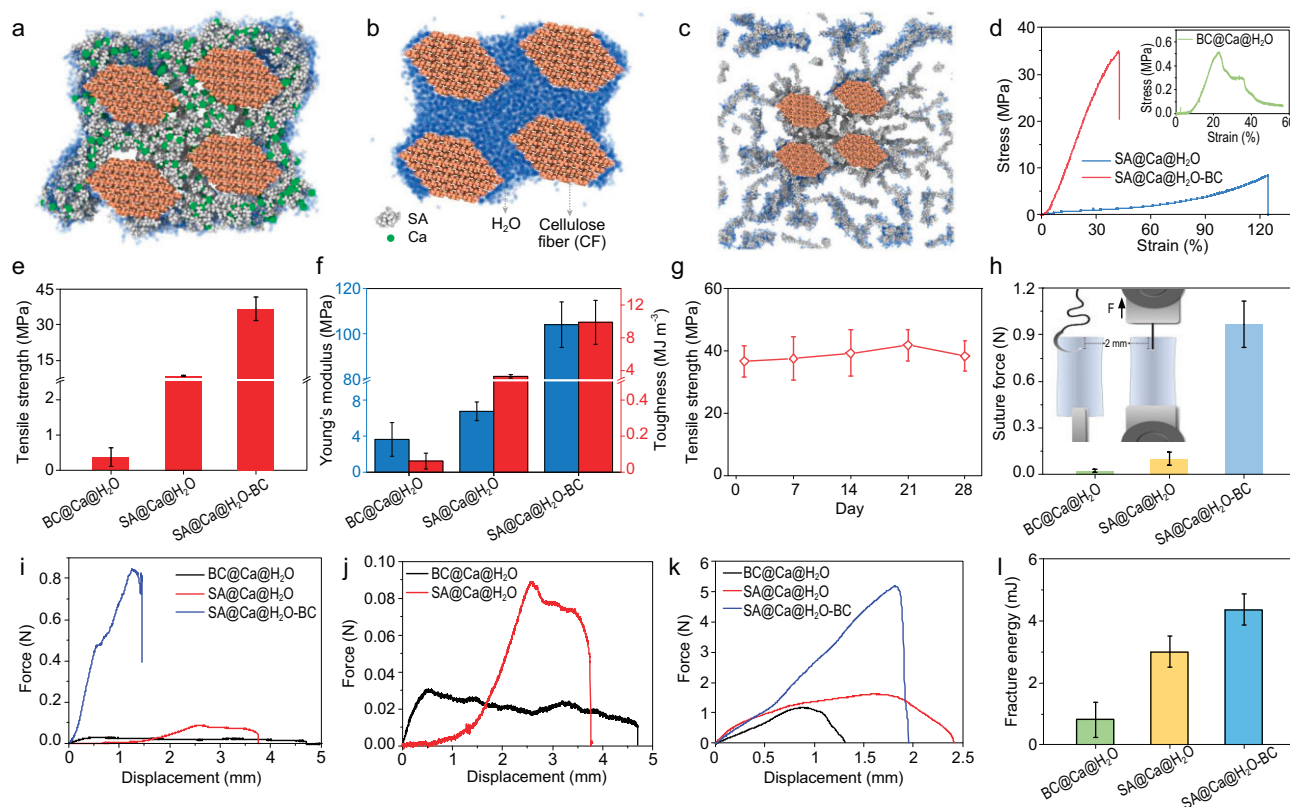 a
b
c
d
SA
Ca
H₂O
Cellulose
fiber (CF)
Stress (MPa)
40
30
20
10
0
0 30 60 90 120
Strain (%)
SA@Ca@H₂O
SA@Ca@H₂O-BC
BC@Ca@H₂O
Stress (MPa)
0.6
0.4
0.2
0.0
0 20 40 60
Strain (%)
e
Tensile strength (MPa)
45
30
15
2
1
0
BC@Ca@H₂O
SA@Ca@H₂O
SA@Ca@H₂O-BC
f
Young's modulus (MPa)
120
100
80
8
4
0
Toughness (MJ m⁻³)
12
9
6
3
0.4
0.2
0
BC@Ca@H₂O
SA@Ca@H₂O
SA@Ca@H₂O-BC
g
Tensile strength (MPa)
60
40
20
0
0 7 14 21 28
Day
h
Suture force (N)
1.2
0.9
0.6
0.3
0.0
F
2 mm
BC@Ca@H₂O
SA@Ca@H₂O
SA@Ca@H₂O-BC
i
Force (N)
0.8
0.6
0.4
0.2
0
BC@Ca@H₂O
SA@Ca@H₂O
SA@Ca@H₂O-BC
0 1 2 3 4 5
Displacement (mm)
j
Force (N)
0.10
0.08
0.06
0.04
0.02
0.00
BC@Ca@H₂O
SA@Ca@H₂O
0 1 2 3 4 5
Displacement (mm)
k
Force (N)
6
5
4
3
2
1
0
BC@Ca@H₂O
SA@Ca@H₂O
SA@Ca@H₂O-BC
0 0.5 1.0 1.5 2.0 2.5
Displacement (mm)
l
Fracture energy (mJ)
6
4
2
0
BC@Ca@H₂O
SA@Ca@H₂O
SA@Ca@H₂O-BC